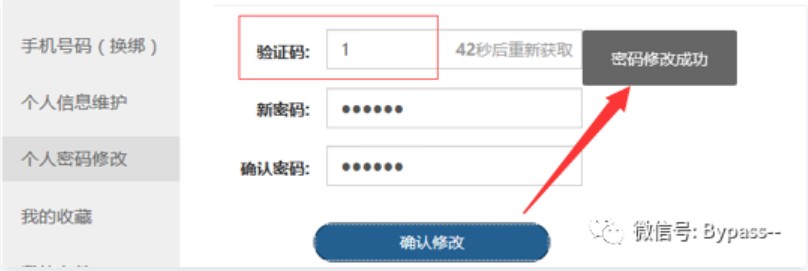 手机号码（换绑）
个人信息维护
个人密码修改
我的收藏
验证码: 1 42秒后重新获取
密码修改成功
新密码: ●●●●●●
确认密码: ●●●●●●
确认修改
微信号: Bypass--